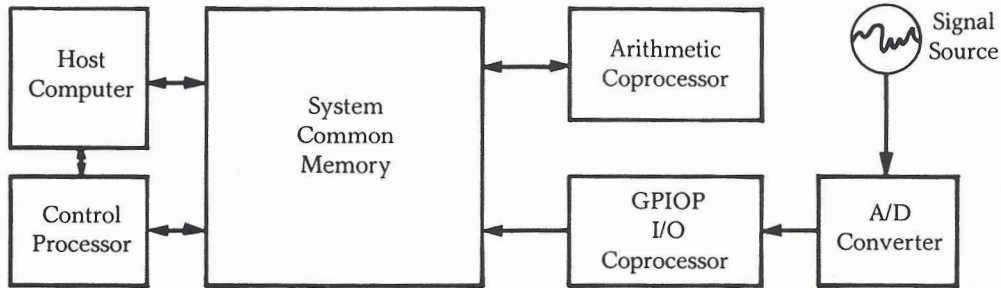 Host
Computer
Control
Processor
System
Common
Memory
Arithmetic
Coprocessor
GPIOP
I/O
Coprocessor
Signal
Source
A/D
Converter